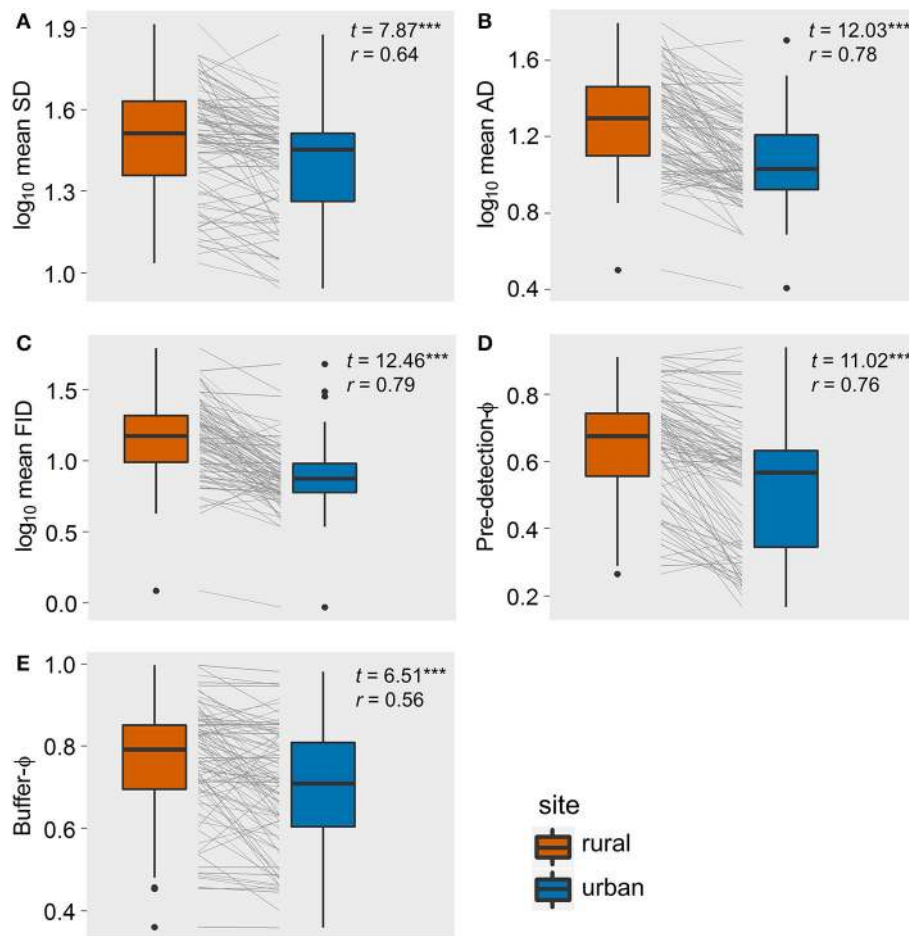 A
1.9
1.6
1.3
1.0
log₁₀ mean SD
t = 7.87***
r = 0.64
B
1.6
1.2
0.8
0.4
log₁₀ mean AD
t = 12.03***
r = 0.78
C
1.5
1.0
0.5
0.0
log₁₀ mean FID
t = 12.46***
r = 0.79
D
0.8
0.6
0.4
0.2
Pre-detection-ϕ
t = 11.02***
r = 0.76
E
1.0
0.8
0.6
0.4
Buffer-ϕ
t = 6.51***
r = 0.56
site
rural
urban